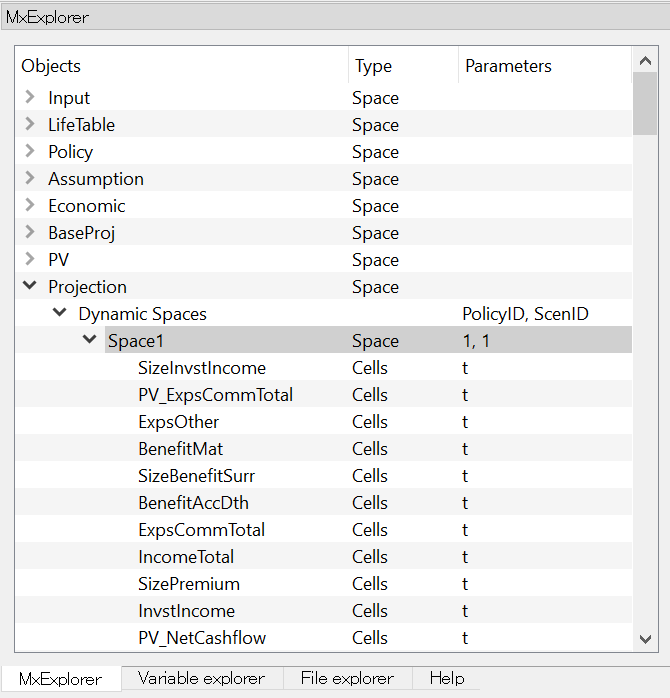 MxExplorer
Objects Type Parameters
Input Space
LifeTable Space
Policy Space
Assumption Space
Economic Space
BaseProj Space
PV Space
Projection Space
Dynamic Spaces PolicyID, ScenID
Space1 Space 1, 1
SizeInvstIncome Cells t
PV_ExpsCommTotal Cells t
ExpsOther Cells t
BenefitMat Cells t
SizeBenefitSurr Cells t
BenefitAccDth Cells t
ExpsCommTotal Cells t
IncomeTotal Cells t
SizePremium Cells t
InvstIncome Cells t
PV_NetCashflow Cells t
MxExplorer Variable explorer File explorer Help